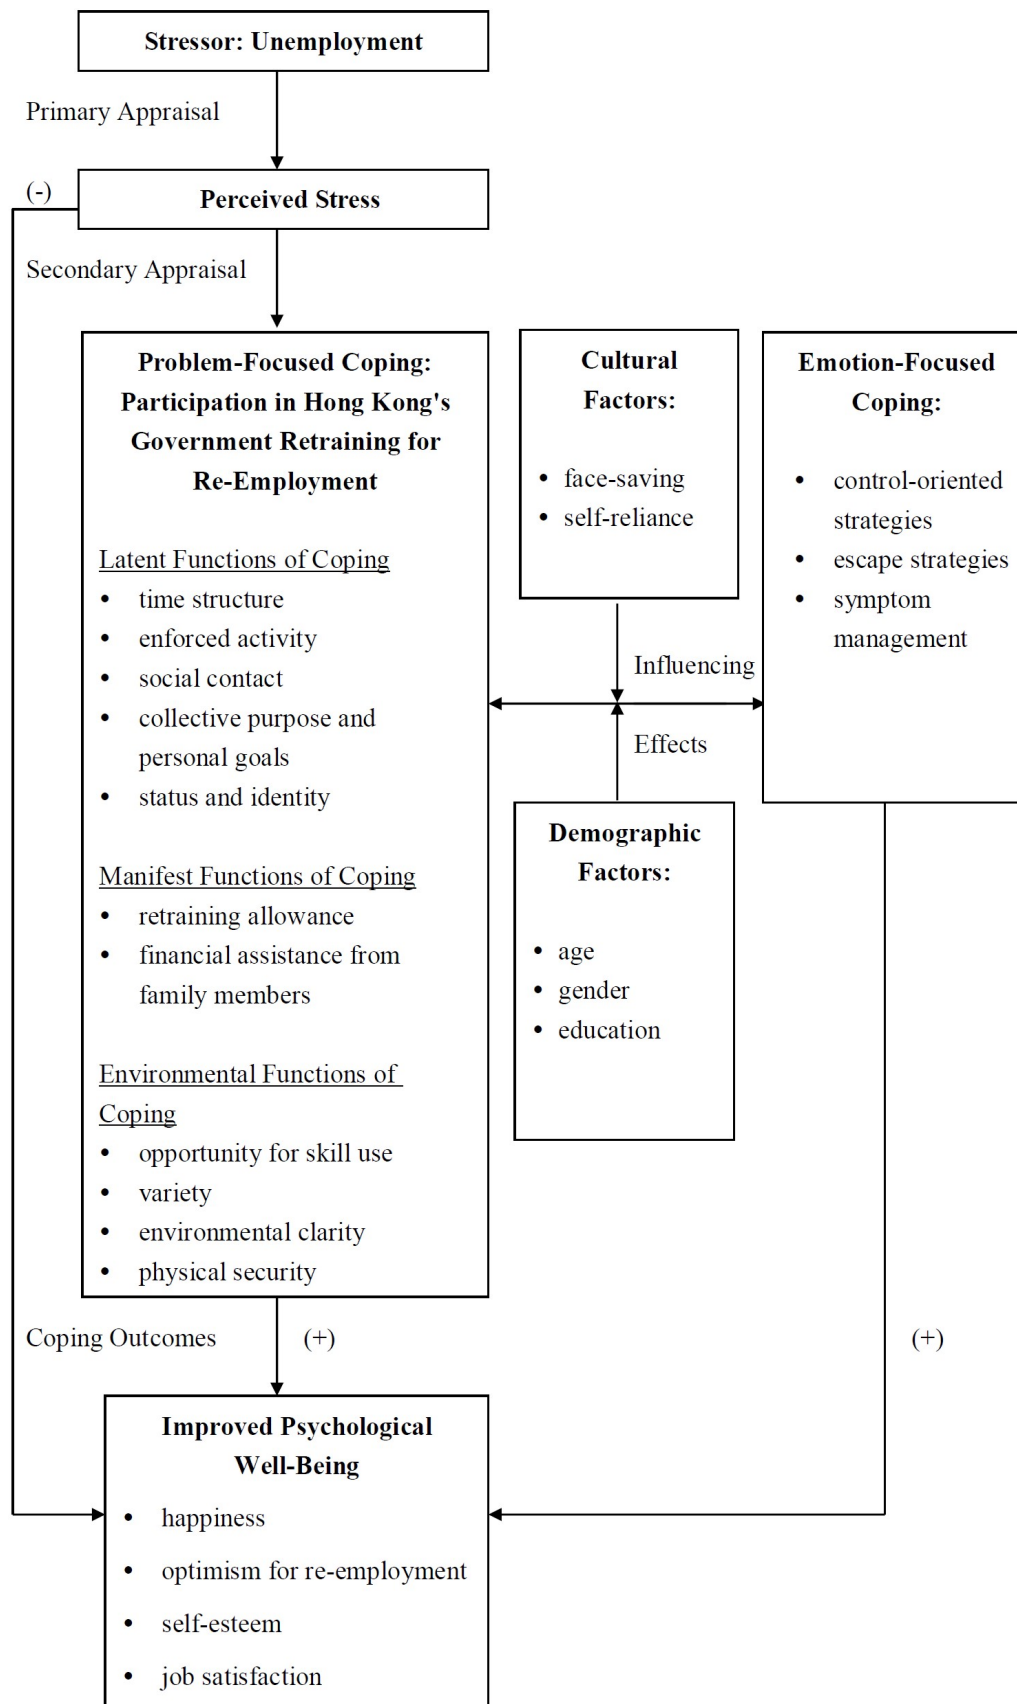 Stressor: Unemployment
Primary Appraisal
(-)
Perceived Stress
Secondary Appraisal
Problem-Focused Coping:
Participation in Hong Kong's
Government Retraining for
Re-Employment
Latent Functions of Coping
• time structure
• enforced activity
• social contact
• collective purpose and
personal goals
• status and identity
Manifest Functions of Coping
• retraining allowance
• financial assistance from
family members
Environmental Functions of
Coping
• opportunity for skill use
• variety
• environmental clarity
• physical security
Cultural
Factors:
• face-saving
• self-reliance
Influencing
Effects
Demographic
Factors:
• age
• gender
• education
Emotion-Focused
Coping:
• control-oriented
strategies
• escape strategies
• symptom
management
Coping Outcomes
(+)
(+)
Improved Psychological
Well-Being
• happiness
• optimism for re-employment
• self-esteem
• job satisfaction